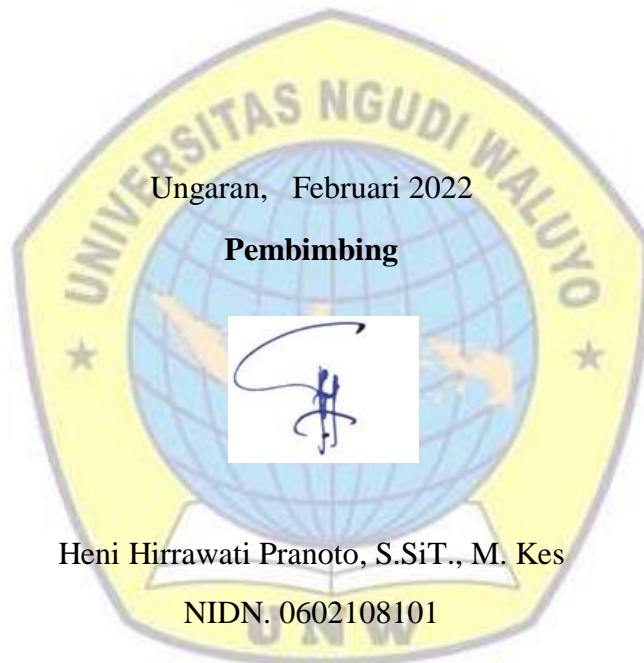 UNIVERSITAS NGUDI WALUYO
Ungaran, Februari 2022
Pembimbing
Heni Hirrawati Pranoto, S.SiT., M. Kes
NIDN. 0602108101
UNW